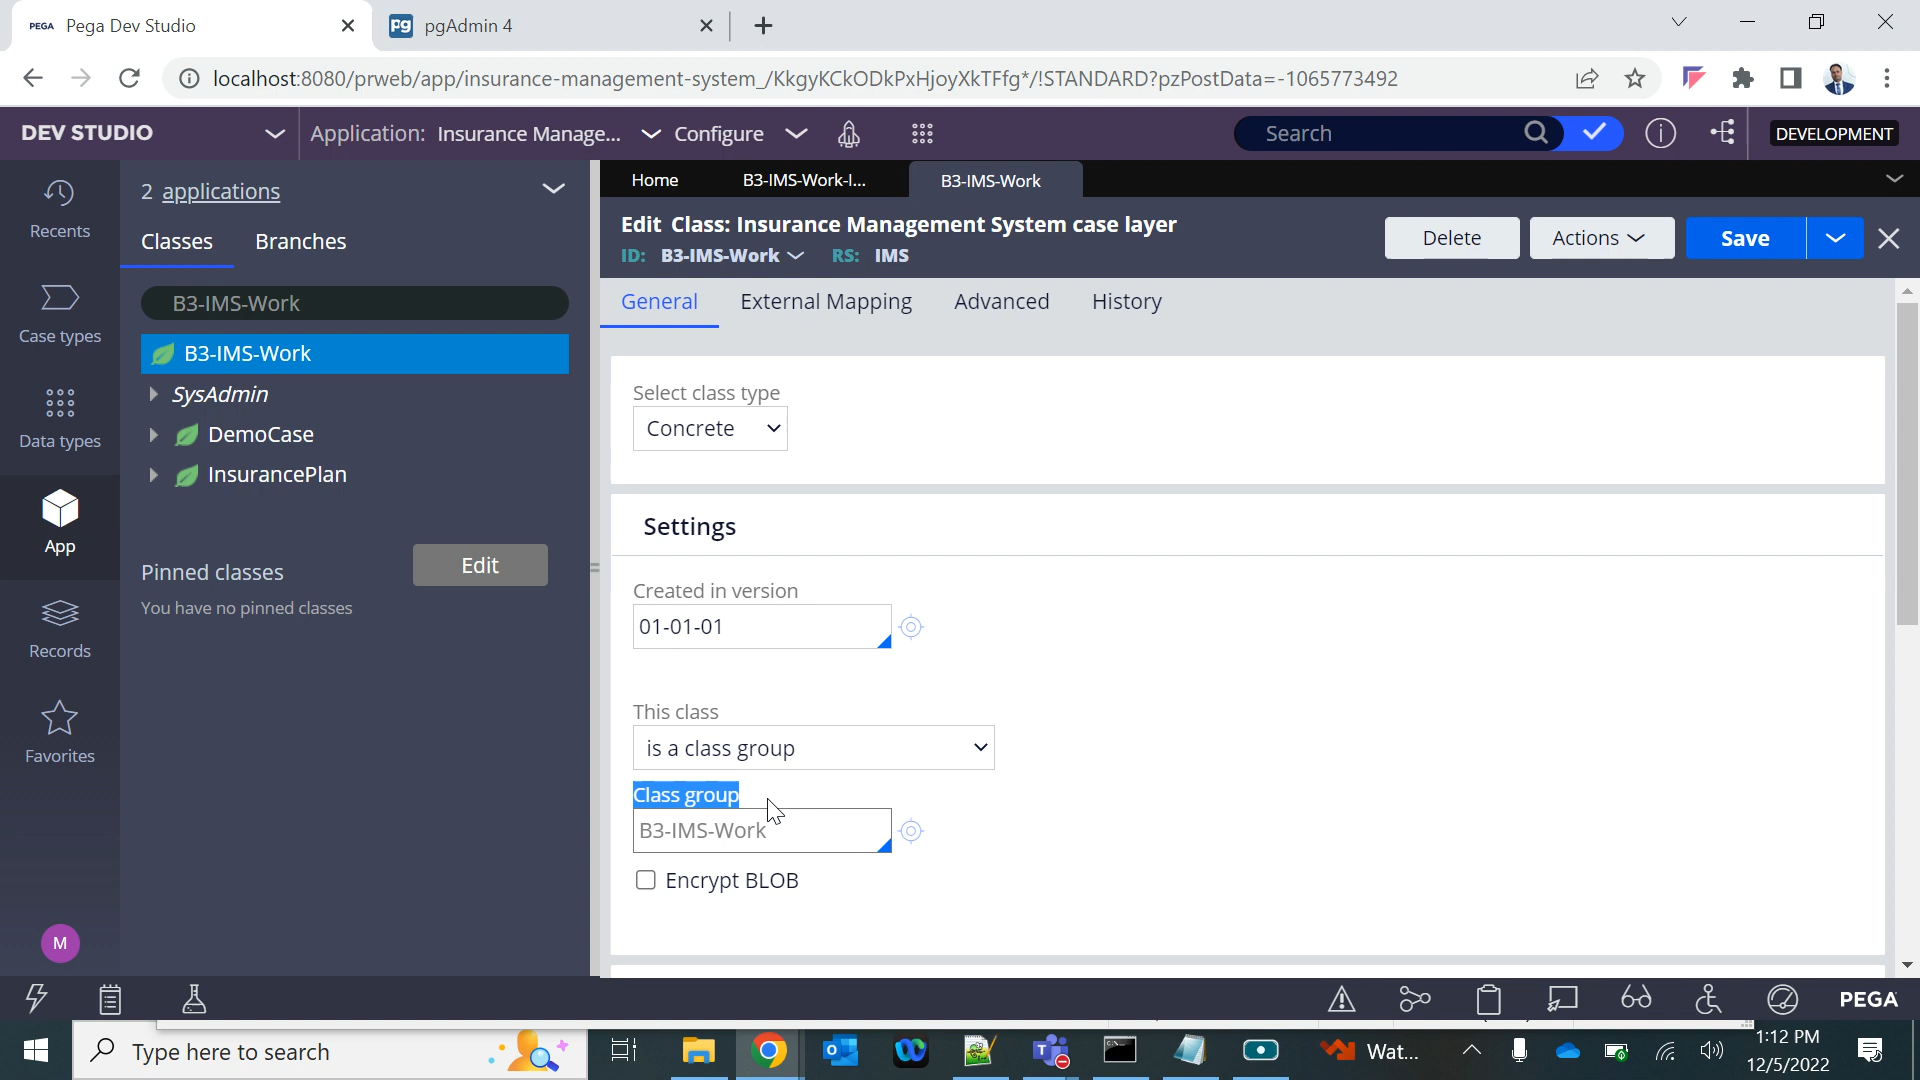 PEGA Pega Dev Studio
pg pgAdmin 4
localhost:8080/prweb/app/insurance-management-system_/KkgyKCkODkPxHjoyXkTFfg*/!STANDARD?pzPostData=-1065773492
DEV STUDIO
Application: Insurance Manage... Configure
Search
DEVELOPMENT
Recents
Case types
Data types
App
Records
Favorites
M
2 applications
Classes Branches
B3-IMS-Work
B3-IMS-Work
SysAdmin
DemoCase
InsurancePlan
Pinned classes
Edit
You have no pinned classes
Home B3-IMS-Work-I... B3-IMS-Work
Edit Class: Insurance Management System case layer
ID: B3-IMS-Work RS: IMS
Delete Actions Save
General External Mapping Advanced History
Select class type
Concrete
Settings
Created in version
01-01-01
This class
is a class group
Class group
B3-IMS-Work
Encrypt BLOB
PEGA
Type here to search
Wat...
1:12 PM
12/5/2022